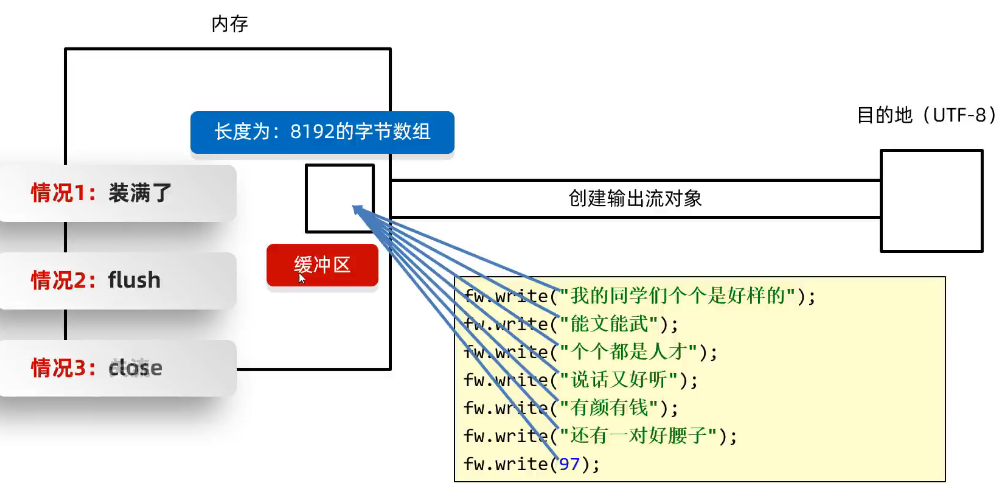 内存
长度为：8192的字节数组
目的地（UTF-8）
情况1：装满了
创建输出流对象
缓冲区
情况2：flush
情况3：close
fw.write("我的同学们个个是好样的");
fw.write("能文能武");
fw.write("个个都是人才");
fw.write("说话又好听");
fw.write("有颜有钱");
fw.write("还有一对好腰子");
fw.write(97);